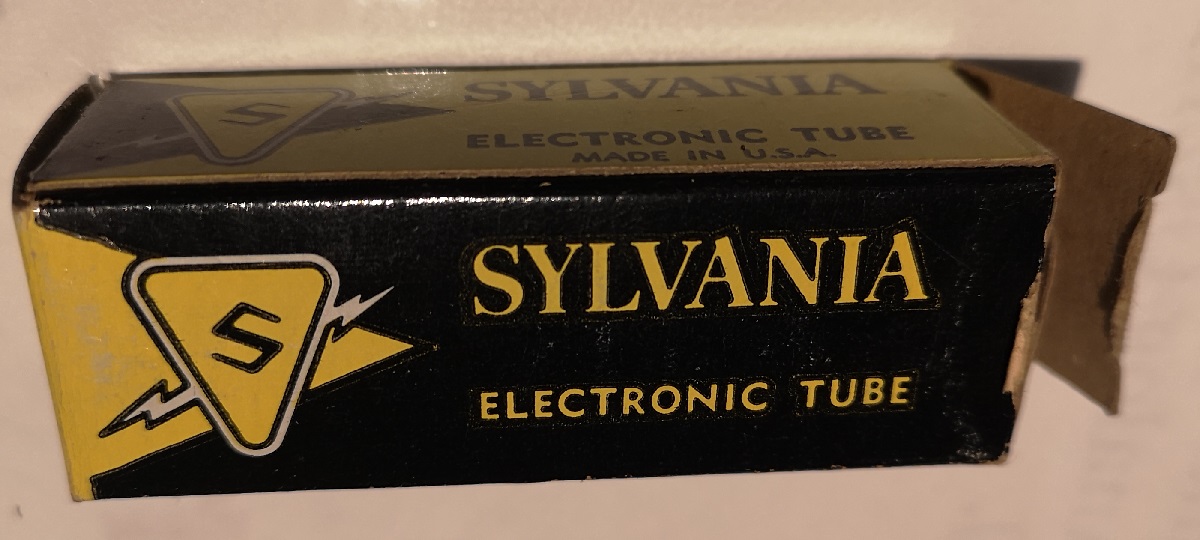 S
SYLVANIA
ELECTRONIC TUBE
MADE IN U.S.A.
S
SYLVANIA
ELECTRONIC TUBE